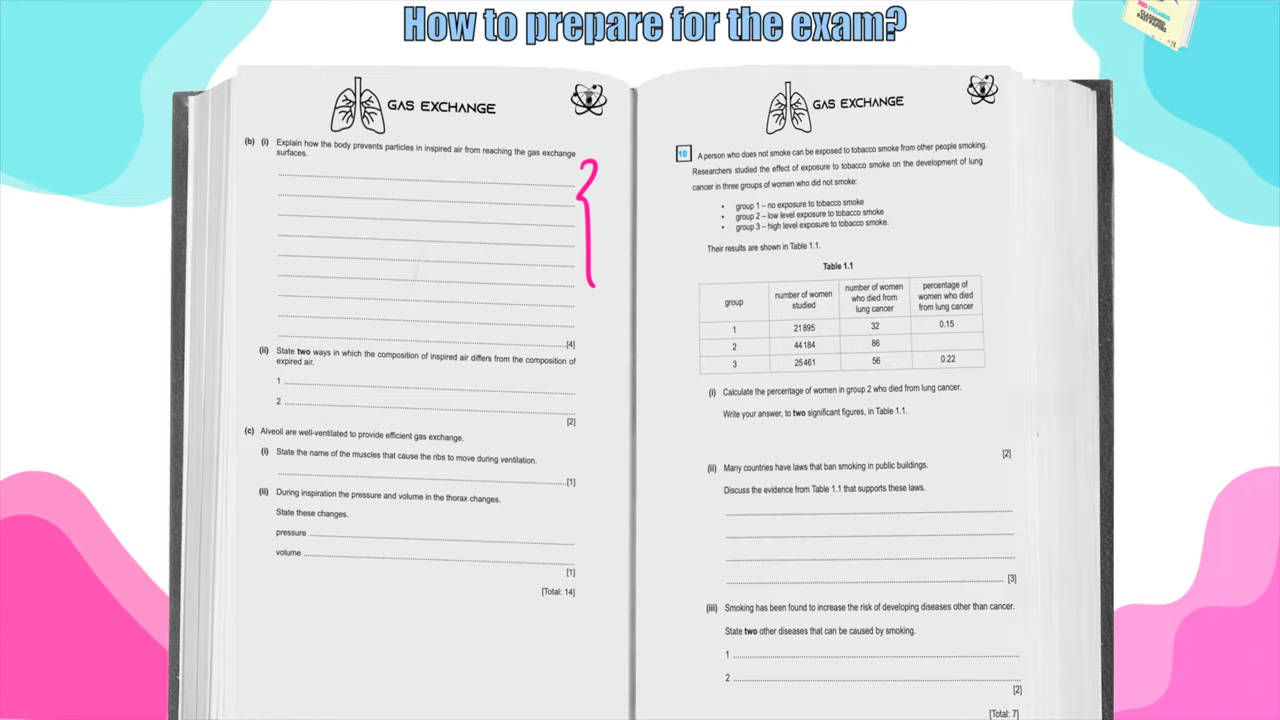 How to prepare for the exam?
2023 SYLLABUS
CLASSIFIED
PAST PAPERS
GAS EXCHANGE
(b) (i) Explain how the body prevents particles in inspired air from reaching the gas exchange
surfaces.
[4]
(ii) State two ways in which the composition of inspired air differs from the composition of
expired air.
1
2
[2]
(c) Alveoli are well-ventilated to provide efficient gas exchange.
(i) State the name of the muscles that cause the ribs to move during ventilation.
[1]
(ii) During inspiration the pressure and volume in the thorax changes.
State these changes.
pressure
volume
[1]
[Total: 14]
GAS EXCHANGE
10 A person who does not smoke can be exposed to tobacco smoke from other people smoking.
Researchers studied the effect of exposure to tobacco smoke on the development of lung
cancer in three groups of women who did not smoke:
• group 1 – no exposure to tobacco smoke
• group 2 – low level exposure to tobacco smoke
• group 3 – high level exposure to tobacco smoke.
Their results are shown in Table 1.1.
Table 1.1
group
number of women
studied
number of women
who died from
lung cancer
percentage of
women who died
from lung cancer
1 21895 32 0.15
2 44184 86
3 25461 56 0.22
(i) Calculate the percentage of women in group 2 who died from lung cancer.
Write your answer, to two significant figures, in Table 1.1.
[2]
(ii) Many countries have laws that ban smoking in public buildings.
Discuss the evidence from Table 1.1 that supports these laws.
[3]
(iii) Smoking has been found to increase the risk of developing diseases other than cancer.
State two other diseases that can be caused by smoking.
1
2
[2]
[Total: 7]